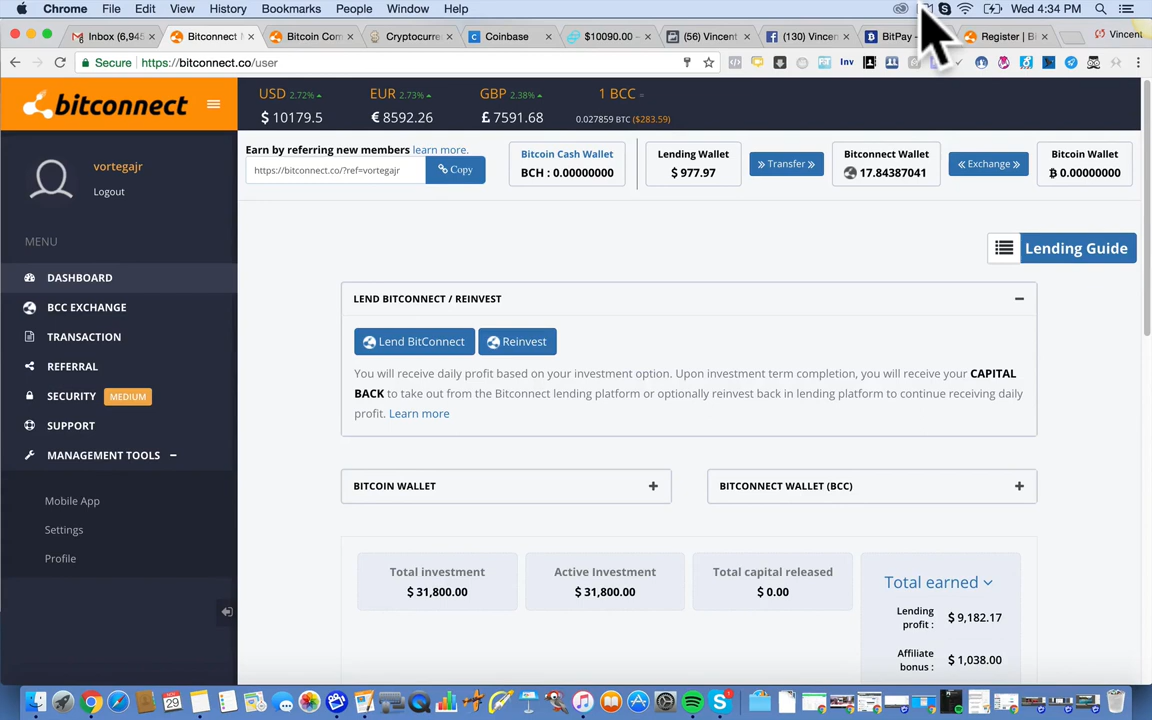 Chrome File Edit View History Bookmarks People Window Help Wed 4:34 PM
Inbox (6,945 Bitconnect Bitcoin Com Cryptocurre Coinbase $10090.00 - (56) Vincent (130) Vincen BitPay Register | Bi Vincent
Secure https://bitconnect.co/user Inv
bitconnect
USD 2.72% EUR 2.73% GBP 2.38% 1 BCC =
$ 10179.5 € 8592.26 £ 7591.68 0.027859 BTC ($283.59)
vortegajr
Logout
Earn by referring new members learn more.
https://bitconnect.co/?ref=vortegajr Copy
Bitcoin Cash Wallet
BCH : 0.00000000
Lending Wallet
$ 977.97
Transfer
Bitconnect Wallet
17.84387041
Exchange
Bitcoin Wallet
0.00000000
MENU
DASHBOARD
BCC EXCHANGE
TRANSACTION
REFERRAL
SECURITY MEDIUM
SUPPORT
MANAGEMENT TOOLS
Mobile App
Settings
Profile
Lending Guide
LEND BITCONNECT / REINVEST
Lend BitConnect Reinvest
You will receive daily profit based on your investment option. Upon investment term completion, you will receive your CAPITAL
BACK to take out from the Bitconnect lending platform or optionally reinvest back in lending platform to continue receiving daily
profit. Learn more
BITCOIN WALLET
BITCONNECT WALLET (BCC)
Total investment
$ 31,800.00
Active Investment
$ 31,800.00
Total capital released
$ 0.00
Total earned
Lending
profit :
$ 9,182.17
Affiliate
bonus :
$ 1,038.00
NOV
29